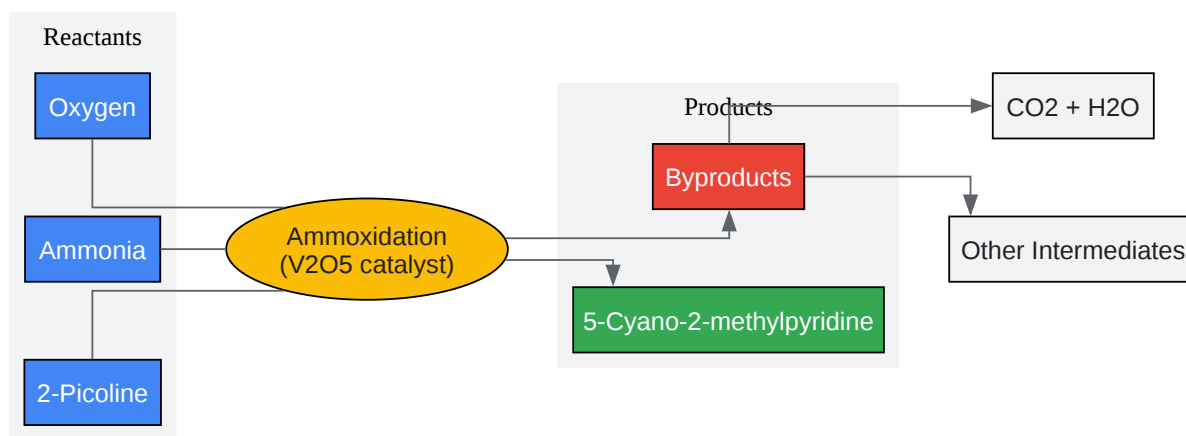 Reactants
Oxygen
Ammonia
2-Picoline
Ammoxidation
(V2O5 catalyst)
Products
Byproducts
5-Cyano-2-methylpyridine
CO2 + H2O
Other Intermediates